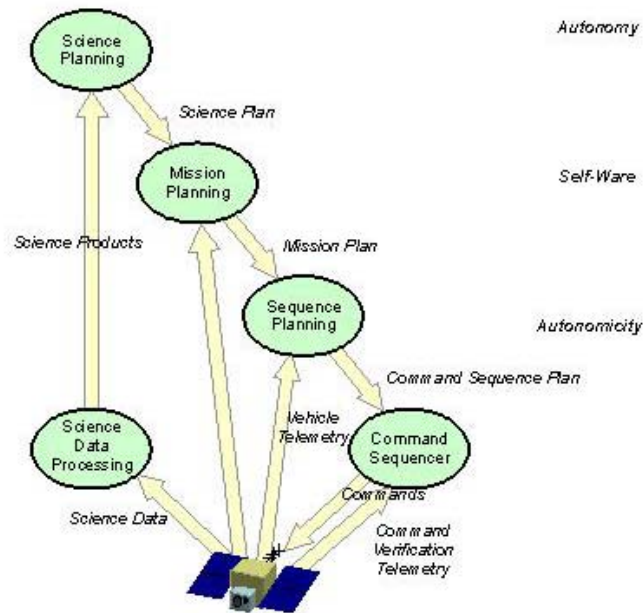 Autonomy
Science
Planning
Science Plan
Mission
Planning
Self-Ware
Science Products
Mission Plan
Sequence
Planning
Autonomicity
Command Sequence Plan
Vehicle
Telemetry
Science
Data
Processing
Command
Sequencer
Commands
Science Data
Command
Verification
Telemetry